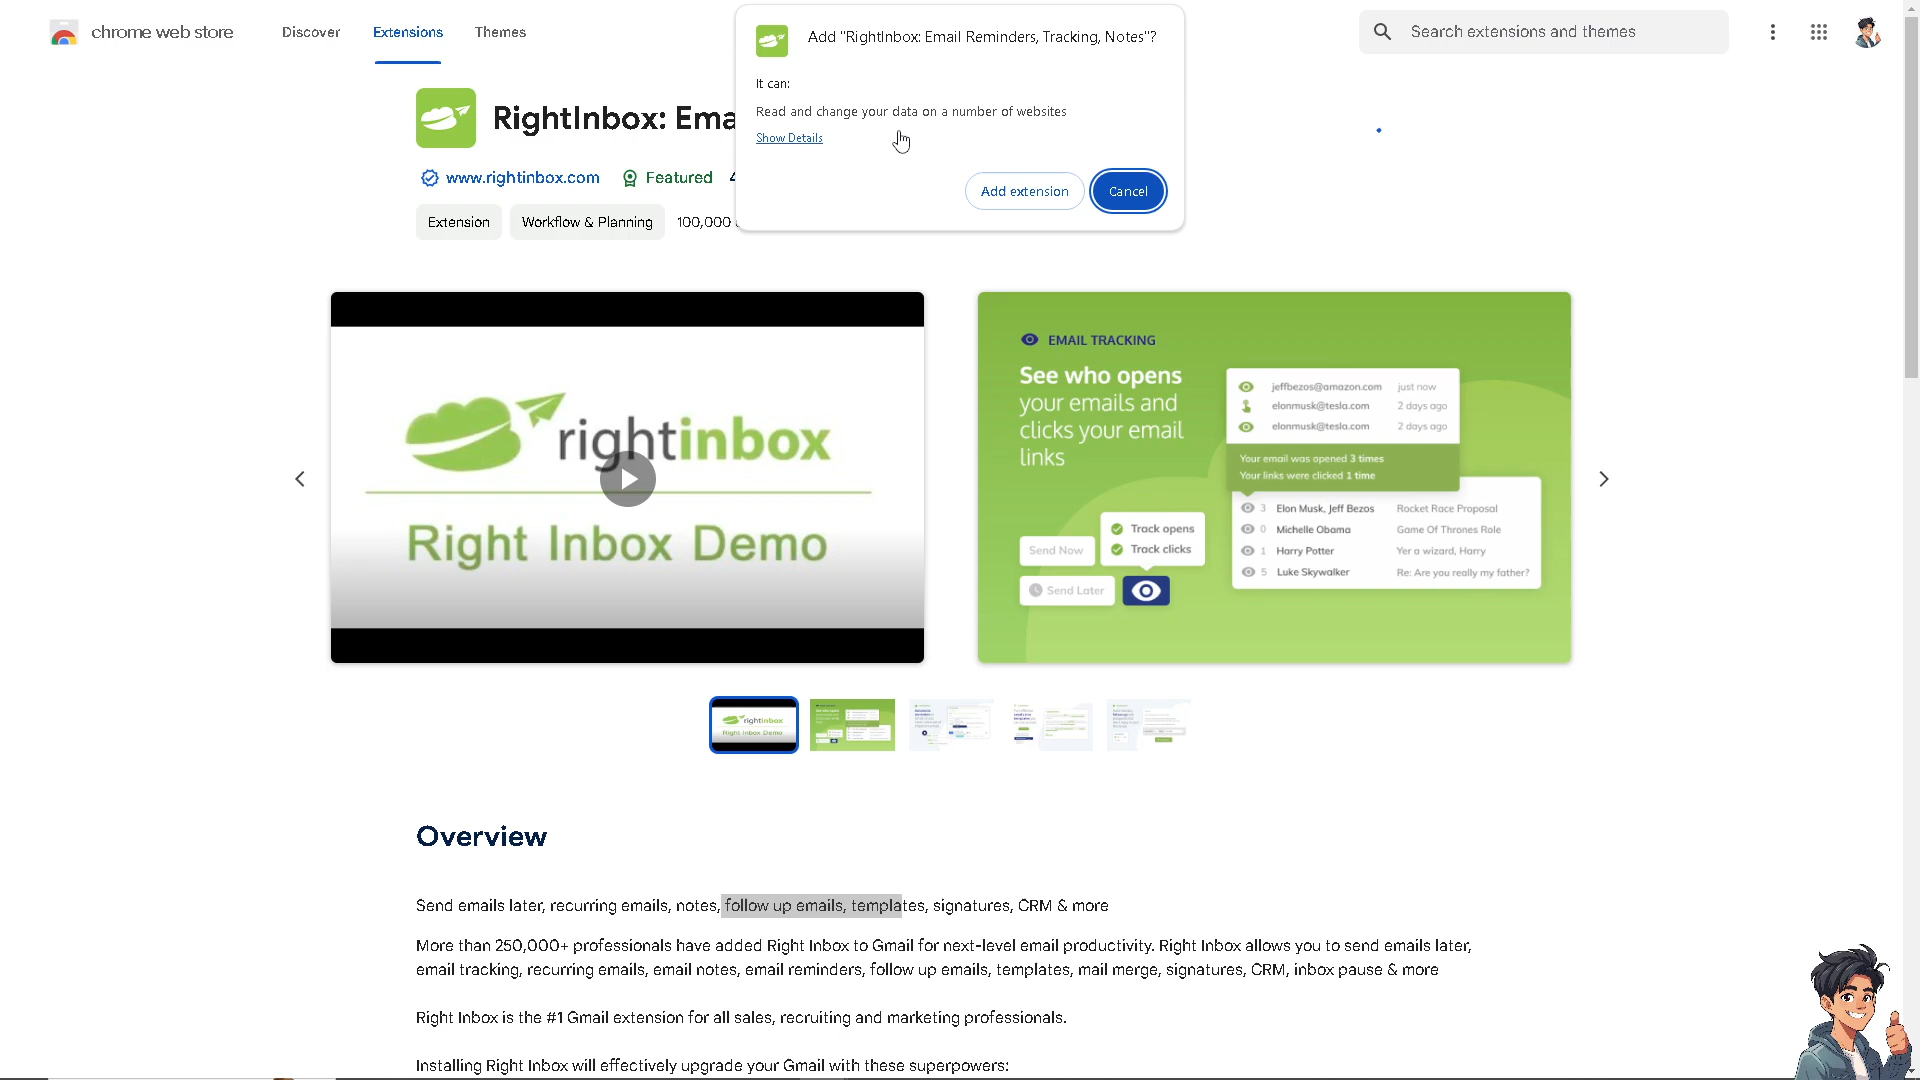 chrome web store
Discover
Extensions
Themes
Search extensions and themes
Add "RightInbox: Email Reminders, Tracking, Notes"?
It can:
Read and change your data on a number of websites
Show Details
Add extension
Cancel
RightInbox: Ema
www.rightinbox.com
Featured
Extension
Workflow & Planning
100,000
rightinbox
Right Inbox Demo
EMAIL TRACKING
See who opens
your emails and
clicks your email
links
jeffbezos@amazon.com just now
elonmusk@tesla.com 2 days ago
elonmusk@tesla.com 2 days ago
Your email was opened 3 times
Your links were clicked 1 time
3 Elon Musk, Jeff Bezos Rocket Race Proposal
0 Michelle Obama Game Of Thrones Role
1 Harry Potter Yer a wizard, Harry
5 Luke Skywalker Re: Are you really my father?
Track opens
Track clicks
Send Now
Send Later
rightinbox
Right Inbox Demo
Overview
Send emails later, recurring emails, notes, follow up emails, templates, signatures, CRM & more
More than 250,000+ professionals have added Right Inbox to Gmail for next-level email productivity. Right Inbox allows you to send emails later,
email tracking, recurring emails, email notes, email reminders, follow up emails, templates, mail merge, signatures, CRM, inbox pause & more
Right Inbox is the #1 Gmail extension for all sales, recruiting and marketing professionals.
Installing Right Inbox will effectively upgrade your Gmail with these superpowers: